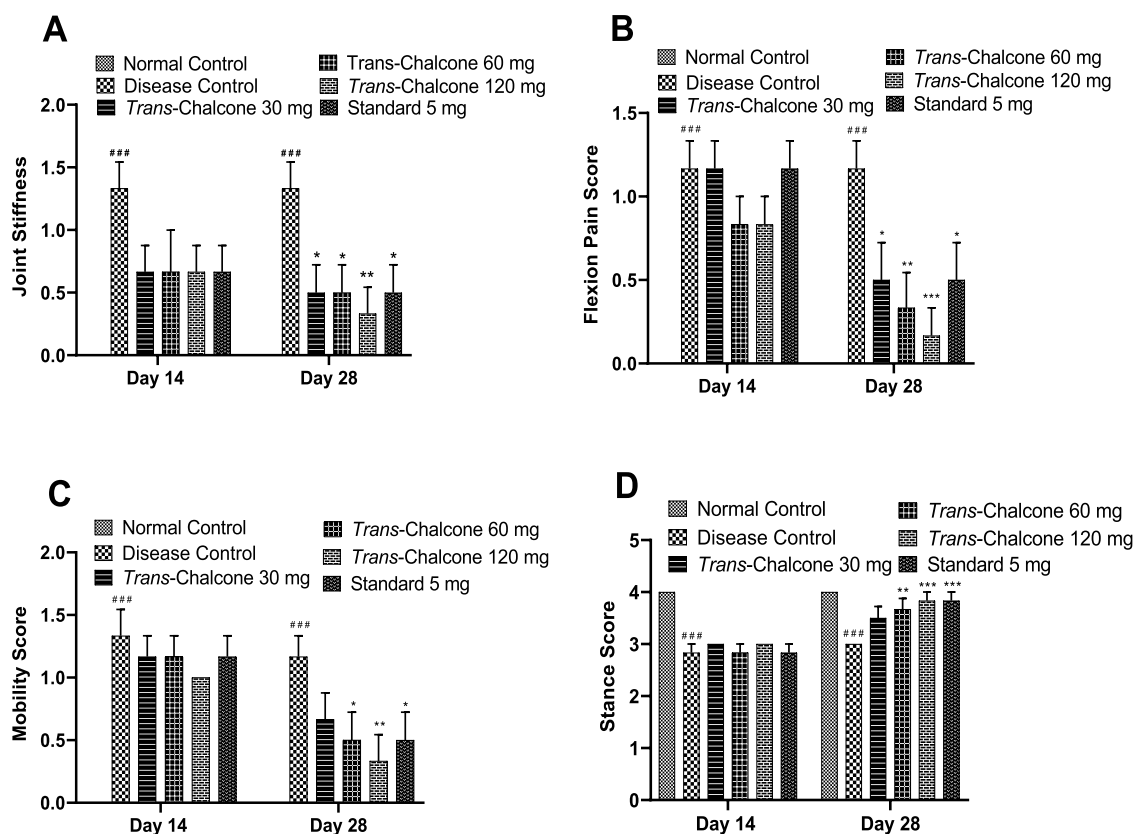 A
Normal Control
Disease Control
Trans-Chalcone 30 mg
Trans-Chalcone 60 mg
Trans-Chalcone 120 mg
Standard 5 mg
Joint Stiffness
2.0
1.5
1.0
0.5
0.0
###
###
*
*
**
*
Day 14
Day 28
B
Normal Control
Disease Control
Trans-Chalcone 30 mg
Trans-Chalcone 60 mg
Trans-Chalcone 120 mg
Standard 5 mg
Flexion Pain Score
1.5
1.0
0.5
0.0
###
###
*
**
***
*
Day 14
Day 28
C
Normal Control
Disease Control
Trans-Chalcone 30 mg
Trans-Chalcone 60 mg
Trans-Chalcone 120 mg
Standard 5 mg
Mobility Score
2.0
1.5
1.0
0.5
0.0
###
###
*
**
*
Day 14
Day 28
D
Normal Control
Disease Control
Trans-Chalcone 30 mg
Trans-Chalcone 60 mg
Trans-Chalcone 120 mg
Standard 5 mg
Stance Score
5
4
3
2
1
0
###
###
**
***
***
Day 14
Day 28